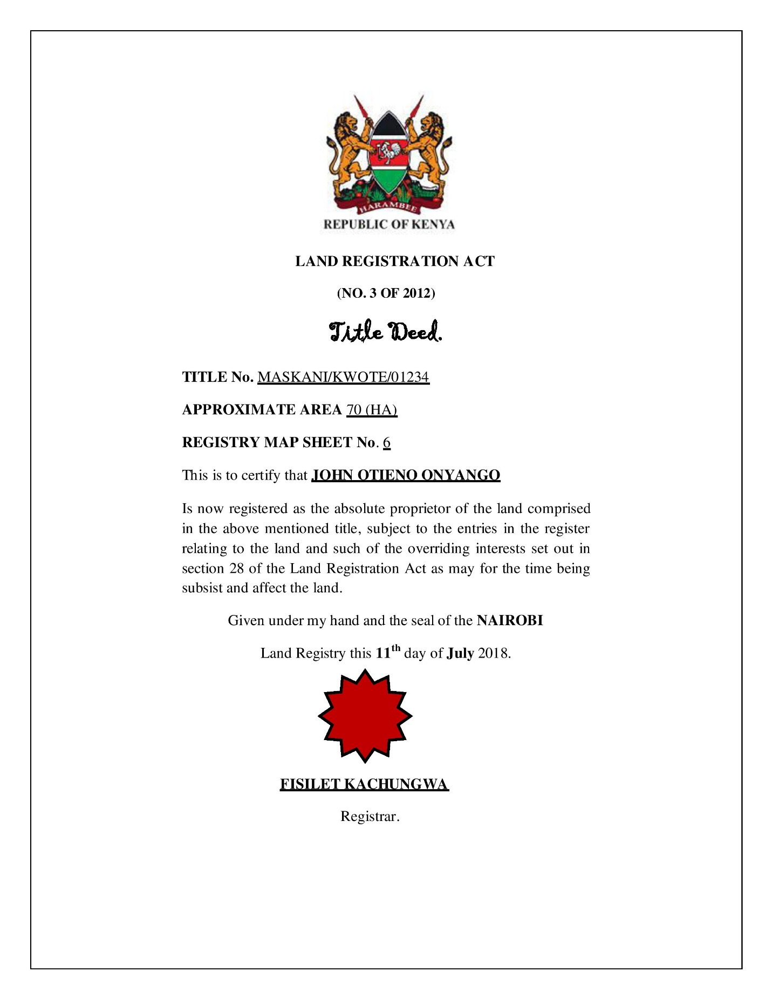 HARAMBEE
REPUBLIC OF KENYA
LAND REGISTRATION ACT
(NO. 3 OF 2012)
Title Deed.
TITLE No. MASKANI/KWOTE/01234
APPROXIMATE AREA 70 (HA)
REGISTRY MAP SHEET No. 6
This is to certify that JOHN OTIENO ONYANGO
Is now registered as the absolute proprietor of the land comprised
in the above mentioned title, subject to the entries in the register
relating to the land and such of the overriding interests set out in
section 28 of the Land Registration Act as may for the time being
subsist and affect the land.
Given under my hand and the seal of the NAIROBI
Land Registry this 11th day of July 2018.
FISILET KACHUNGWA
Registrar.